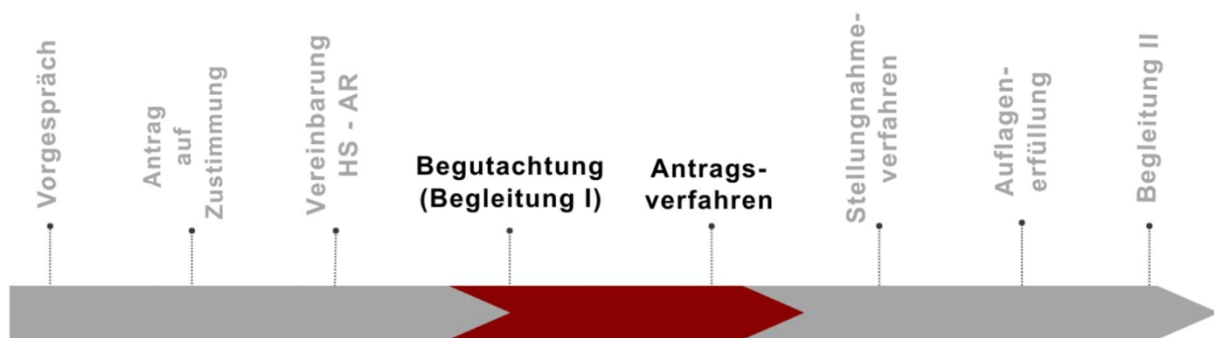 Vorgespräch
Antrag
auf
Zustimmung
Vereinbarung
HS - AR
Begutachtung
(Begleitung I)
Antrags-
verfahren
Stellungnahme-
verfahren
Auflagen-
erfüllung
Begleitung II